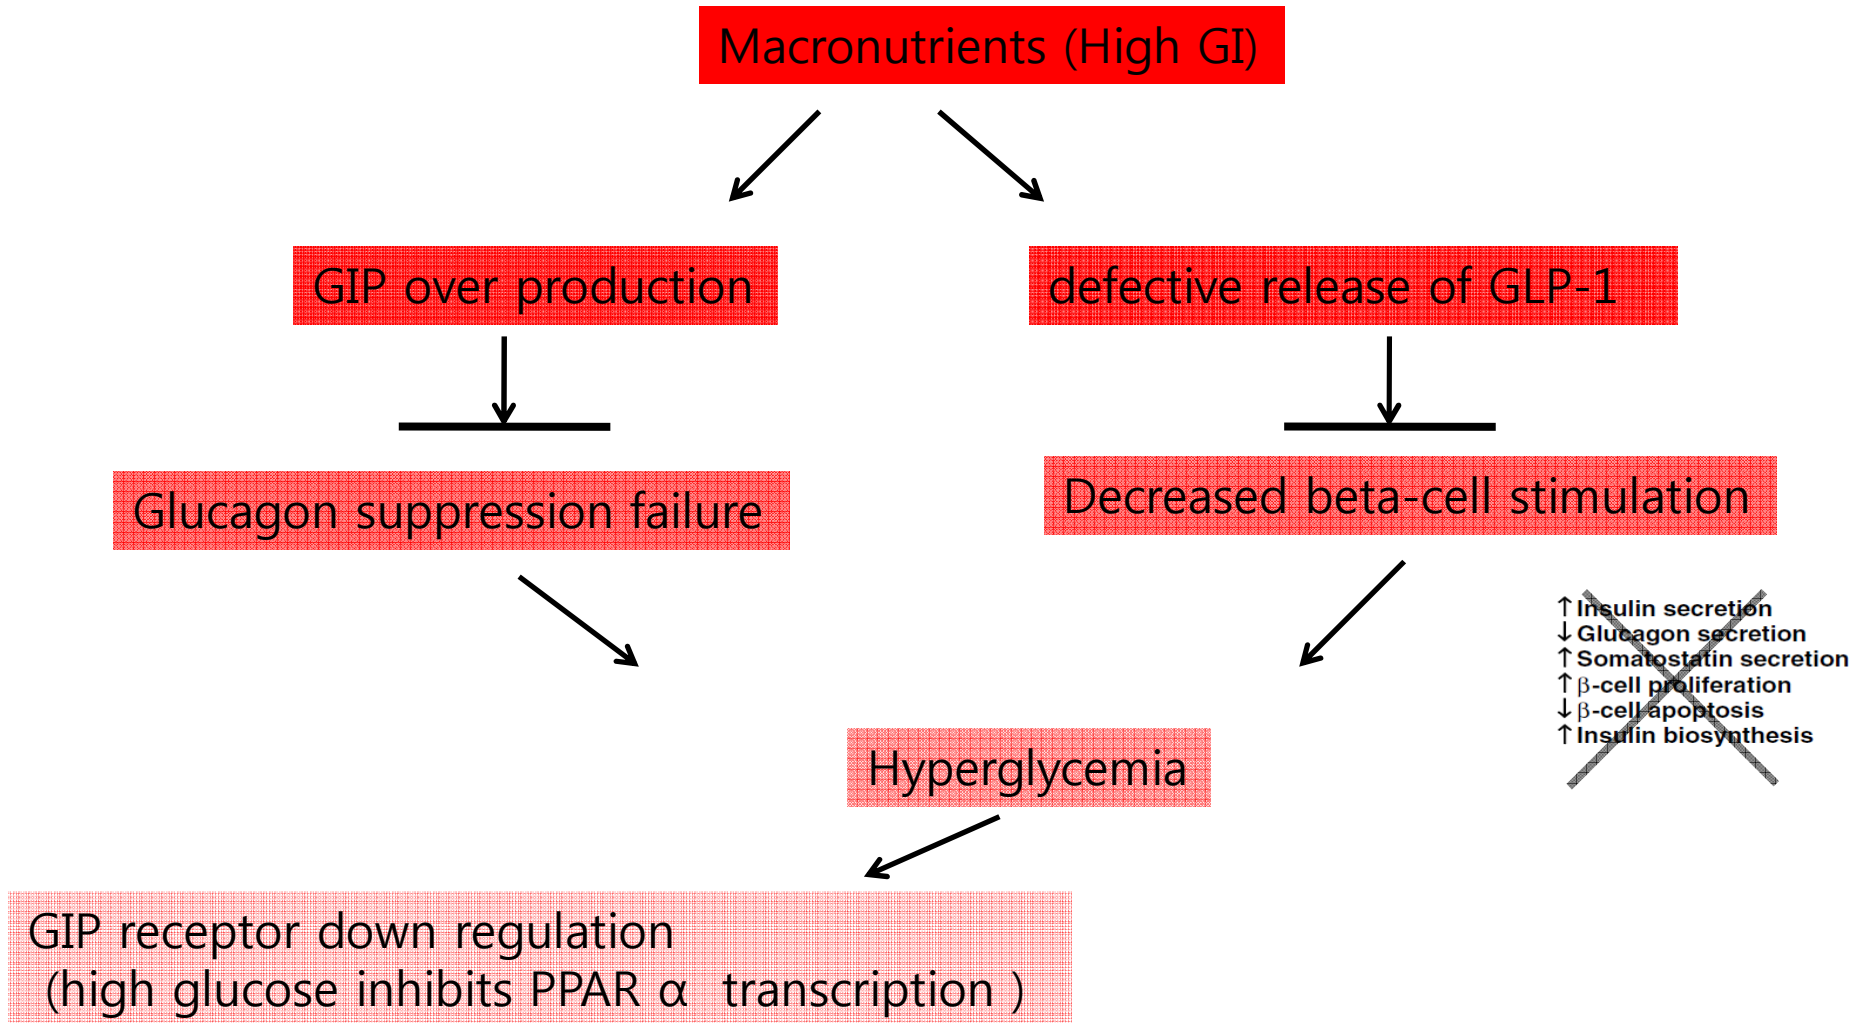 Macronutrients (High GI)
GIP over production
defective release of GLP-1
Glucagon suppression failure
Decreased beta-cell stimulation
↑Insulin secretion
↓Glucagon secretion
↑Somatostatin secretion
↑β-cell proliferation
↓β-cell apoptosis
↑Insulin biosynthesis
Hyperglycemia
GIP receptor down regulation
(high glucose inhibits PPAR α transcription )